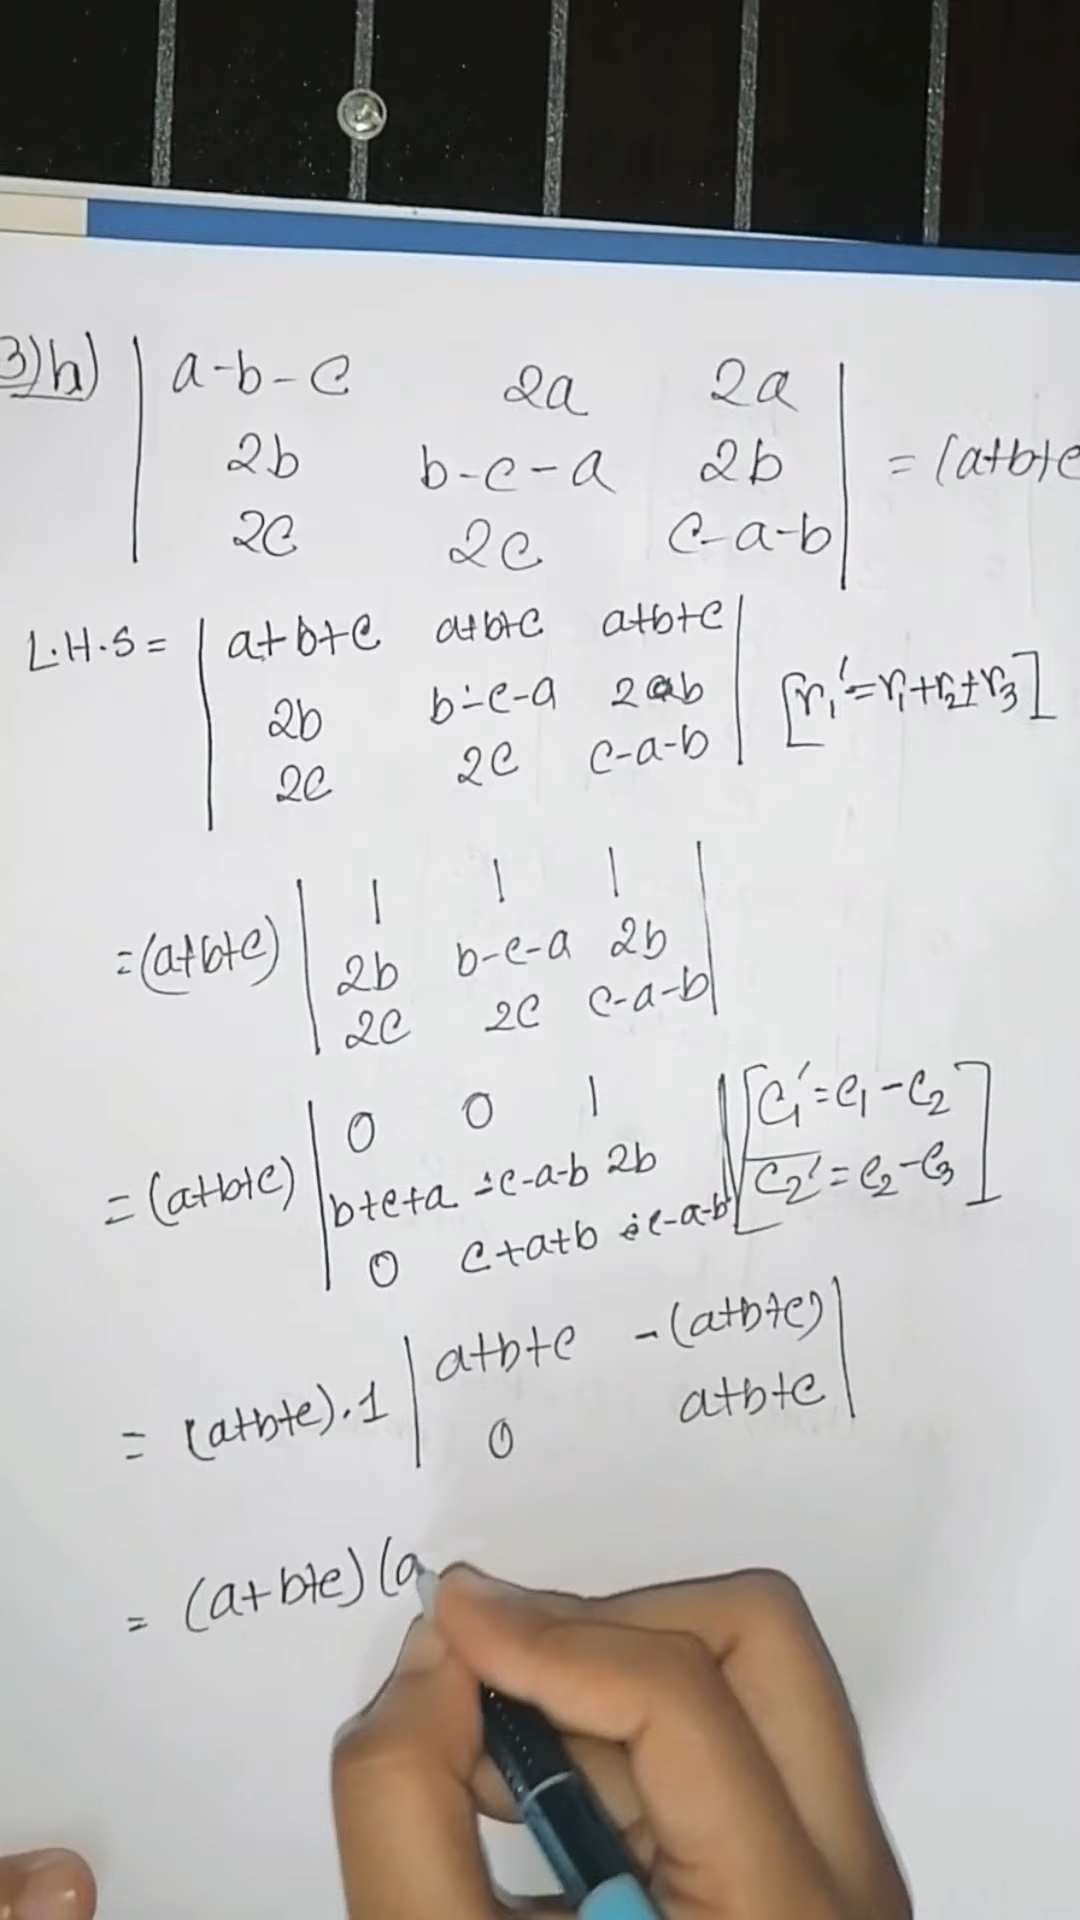 3)h) | a-b-c 2a 2a |
| 2b b-c-a 2b | = (a+b+c
| 2c 2c c-a-b |
L.H.S = | a+b+c a+b+c a+b+c |
| 2b b-c-a 2b | [r₁′=r₁+r₂+r₃]
| 2c 2c c-a-b |
| 1 1 1 |
=(a+b+c) | 2b b-c-a 2b |
| 2c 2c c-a-b |
| 0 0 1 | [c₁′=c₁-c₂
=(a+b+c) | b+c+a -c-a-b 2b | c₂′=c₂-c₃]
| 0 c+a+b c-a-b |
= (a+b+c).1 | a+b+c -(a+b+c) |
| 0 a+b+c |
= (a+b+c)(a